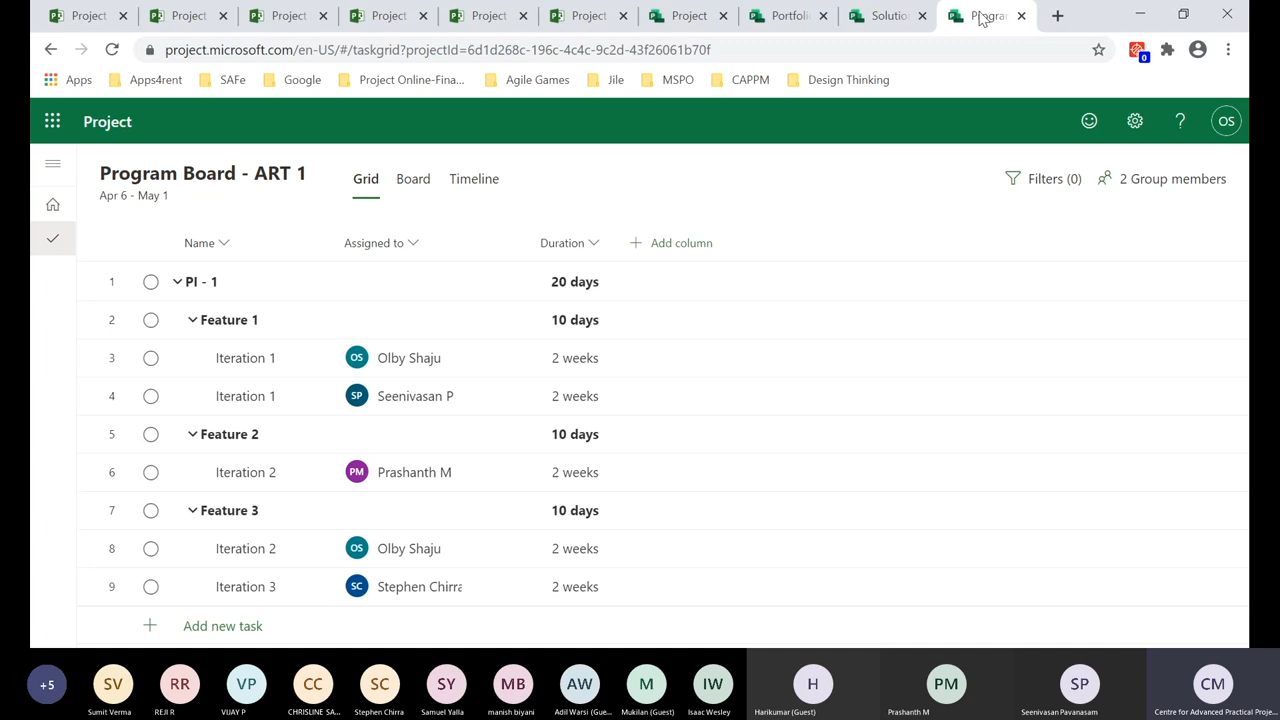 Project
Project
Project
Project
Project
Project
Project
Portfoli
Solution
Program
project.microsoft.com/en-US/#/taskgrid?projectId=6d1d268c-196c-4c4c-9c2d-43f26061b70f
0
Apps
Apps4rent
SAFe
Google
Project Online-Fina...
Agile Games
Jile
MSPO
CAPPM
Design Thinking
Project
? OS
Program Board - ART 1
Apr 6 - May 1
Grid Board Timeline
Filters (0) 2 Group members
Name Assigned to Duration Add column
1 PI - 1 20 days
2 Feature 1 10 days
3 Iteration 1 OS Olby Shaju 2 weeks
4 Iteration 1 SP Seenivasan P 2 weeks
5 Feature 2 10 days
6 Iteration 2 PM Prashanth M 2 weeks
7 Feature 3 10 days
8 Iteration 2 OS Olby Shaju 2 weeks
9 Iteration 3 SC Stephen Chirra 2 weeks
Add new task
+5 SV RR VP CC SC SY MB AW M IW H PM SP CM
Sumit Verma REJI R VIJAY P CHRISLINE SA... Stephen Chirra Samuel Yalla manish biyani Adil Warsi (Gue... Mukilan (Guest) Isaac Wesley Harikumar (Guest) Prashanth M Seenivasan Pavanasam Centre for Advanced Practical Proje...